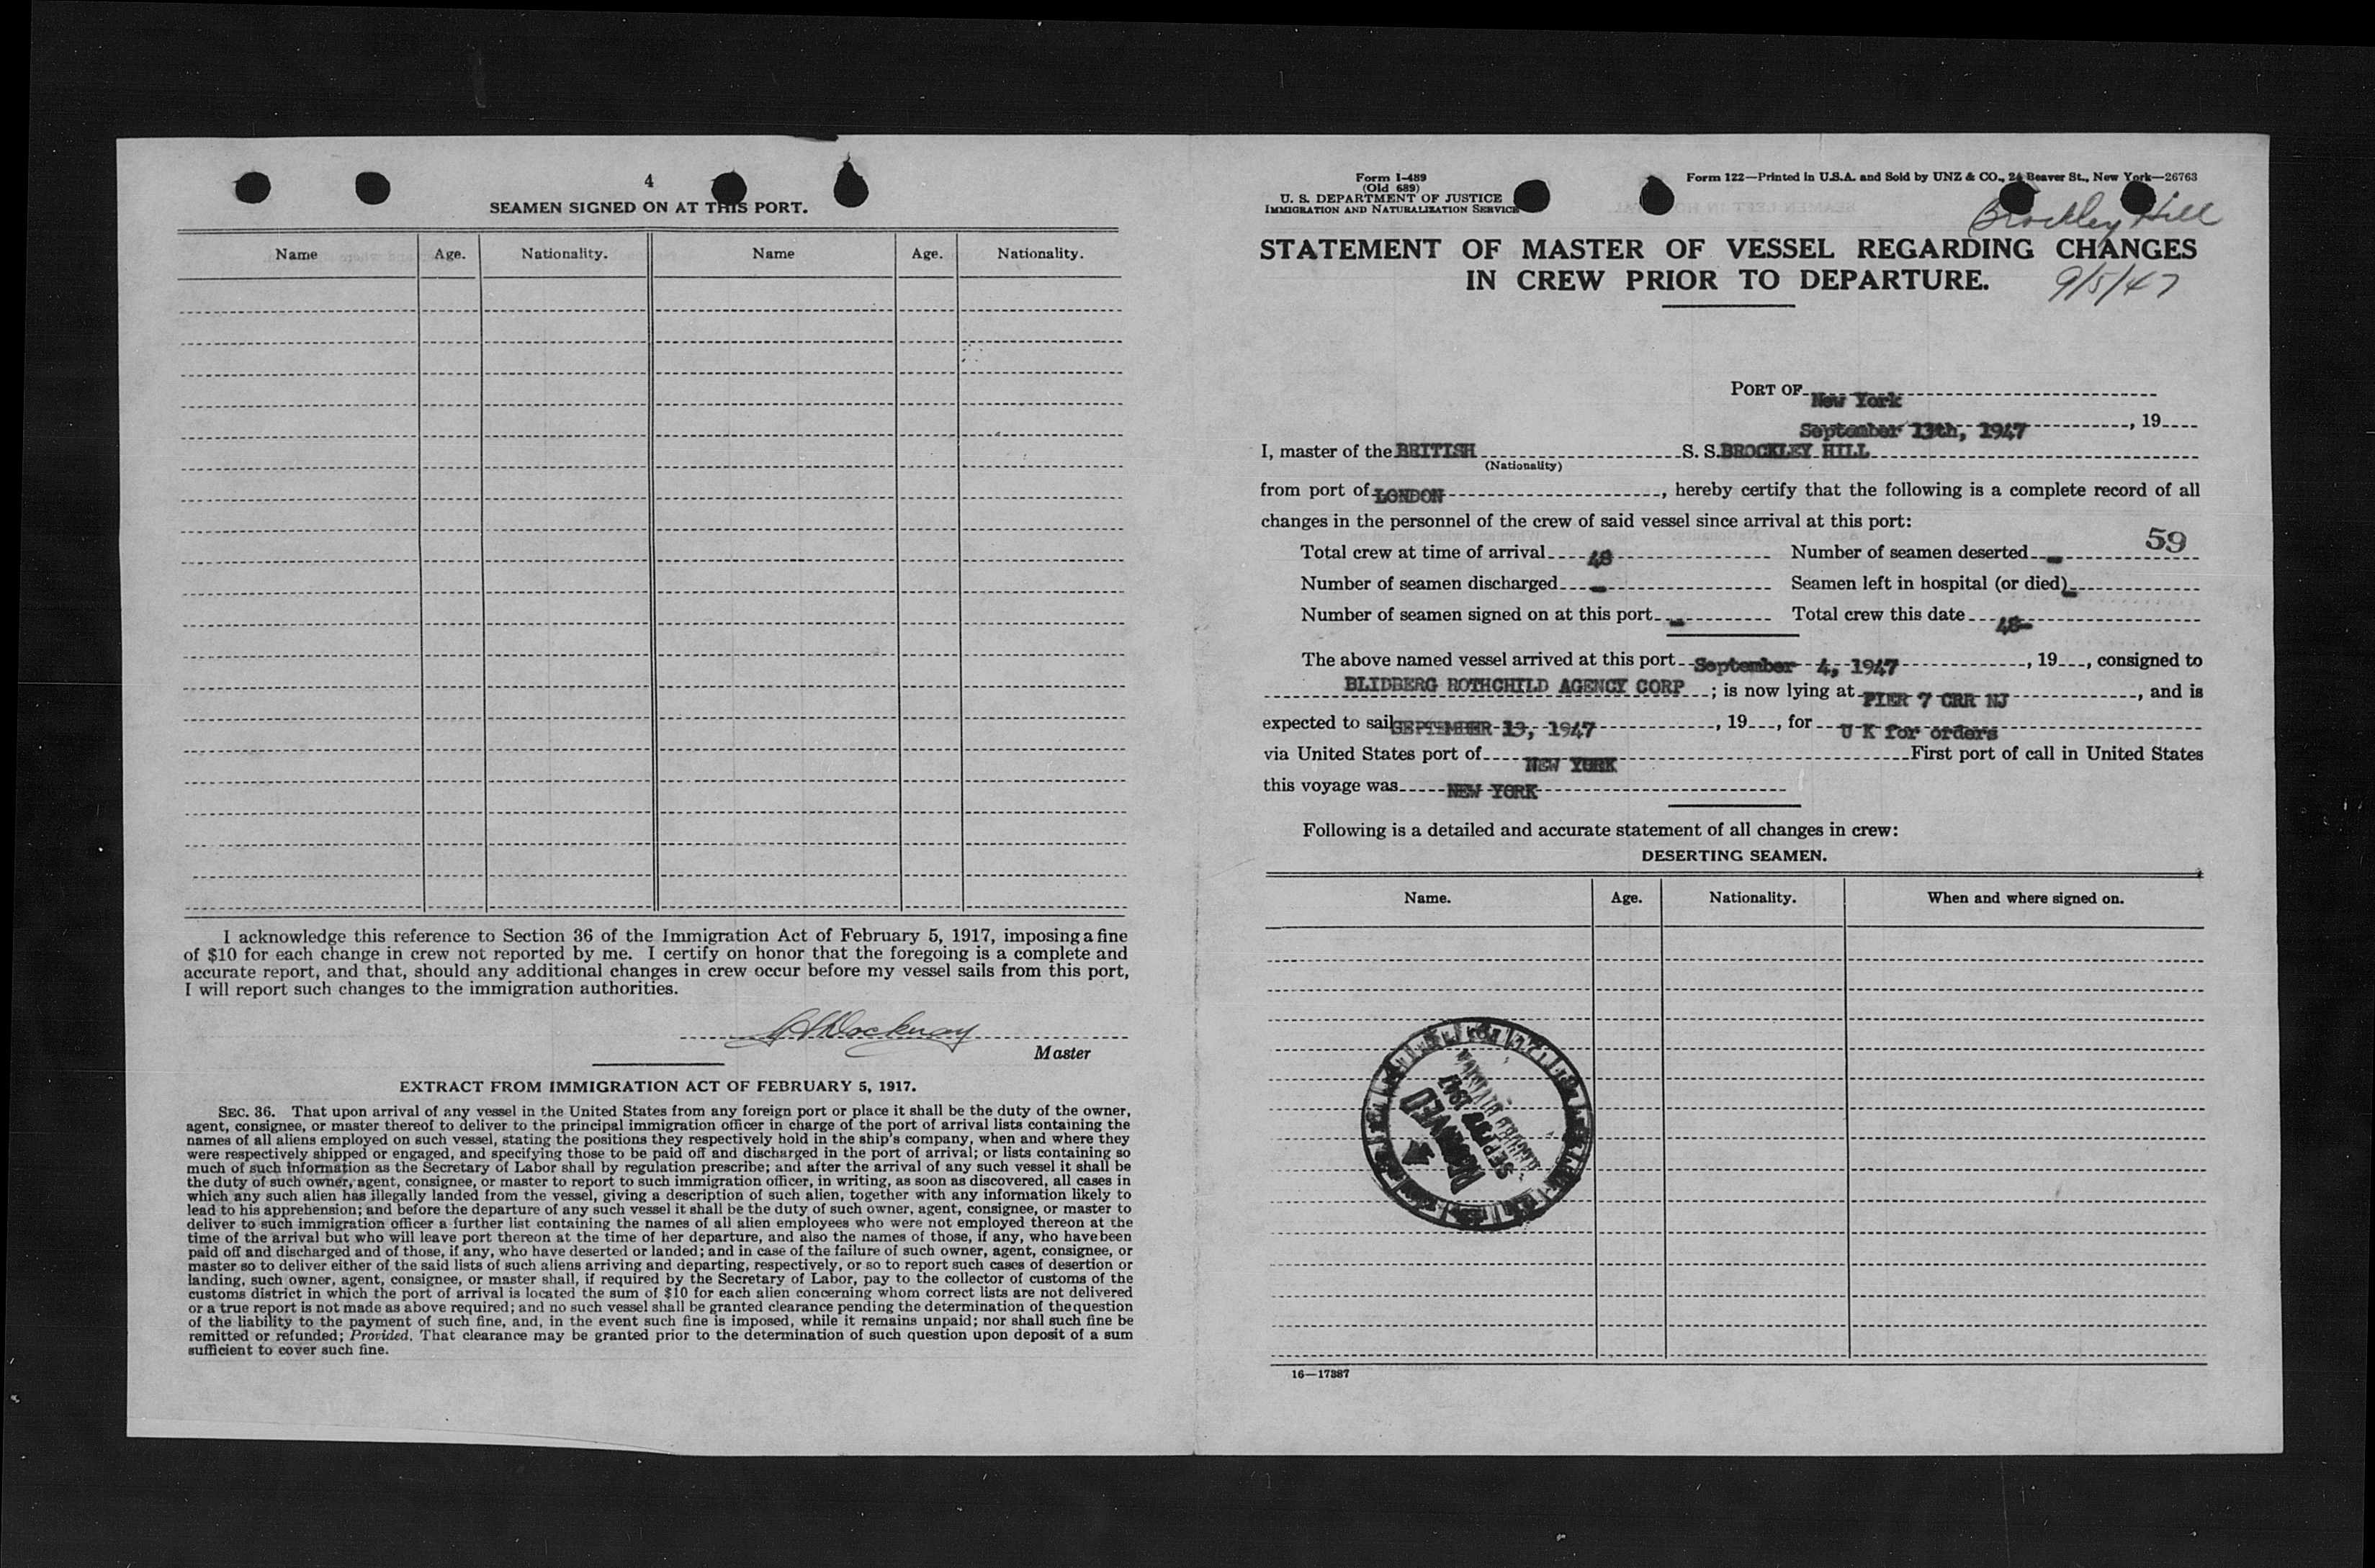 4
SEAMEN SIGNED ON AT THIS PORT.
Name Age. Nationality. Name Age. Nationality.
I acknowledge this reference to Section 36 of the Immigration Act of February 5, 1917, imposing a fine
of $10 for each change in crew not reported by me. I certify on honor that the foregoing is a complete and
accurate report, and that, should any additional changes in crew occur before my vessel sails from this port,
I will report such changes to the immigration authorities.
Master
EXTRACT FROM IMMIGRATION ACT OF FEBRUARY 5, 1917.
SEC. 36. That upon arrival of any vessel in the United States from any foreign port or place it shall be the duty of the owner,
agent, consignee, or master thereof to deliver to the principal immigration officer in charge of the port of arrival lists containing the
names of all aliens employed on such vessel, stating the positions they respectively hold in the ship's company, when and where they
were respectively shipped or engaged, and specifying those to be paid off and discharged in the port of arrival; or lists containing so
much of such information as the Secretary of Labor shall by regulation prescribe; and after the arrival of any such vessel it shall be
the duty of such owner, agent, consignee, or master to report to such immigration officer, in writing, as soon as discovered, all cases in
which any such alien has illegally landed from the vessel, giving a description of such alien, together with any information likely to
lead to his apprehension; and before the departure of any such vessel it shall be the duty of such owner, agent, consignee, or master to
deliver to such immigration officer a further list containing the names of all alien employees who were not employed thereon at the
time of the arrival but who will leave port thereon at the time of her departure, and also the names of those, if any, who have been
paid off and discharged and of those, if any, who have deserted or landed; and in case of the failure of such owner, agent, consignee, or
master so to deliver either of the said lists of such aliens arriving and departing, respectively, or so to report such cases of desertion or
landing, such owner, agent, consignee, or master shall, if required by the Secretary of Labor, pay to the collector of customs of the
customs district in which the port of arrival is located the sum of $10 for each alien concerning whom correct lists are not delivered
or a true report is not made as above required; and no such vessel shall be granted clearance pending the determination of the question
of the liability to the payment of such fine, and, in the event such fine is imposed, while it remains unpaid; nor shall such fine be
remitted or refunded; Provided, That clearance may be granted prior to the determination of such question upon deposit of a sum
sufficient to cover such fine.
Form I-489
(Old 689)
U. S. DEPARTMENT OF JUSTICE
IMMIGRATION AND NATURALIZATION SERVICE
Form 122—Printed in U.S.A. and Sold by UNZ & CO., 24 Beaver St., New York—26763
Brockley Hill
STATEMENT OF MASTER OF VESSEL REGARDING CHANGES
IN CREW PRIOR TO DEPARTURE.
9/5/47
PORT OF New York
September 13th, 1947, 19
I, master of the BRITISH S. S. BROCKLEY HILL
(Nationality)
from port of LONDON, hereby certify that the following is a complete record of all
changes in the personnel of the crew of said vessel since arrival at this port:
59
Total crew at time of arrival 48 Number of seamen deserted -
Number of seamen discharged - Seamen left in hospital (or died) -
Number of seamen signed on at this port - Total crew this date 48-
The above named vessel arrived at this port September 4, 1947, 19, consigned to
BLIDBERG ROTHCHILD AGENCY CORP; is now lying at PIER 7 CRR NJ, and is
expected to sail SEPTEMBER 13, 1947, 19, for U K for orders
via United States port of NEW YORK First port of call in United States
this voyage was NEW YORK
Following is a detailed and accurate statement of all changes in crew:
DESERTING SEAMEN.
Name. Age. Nationality. When and where signed on.
RECEIVED
16—17387